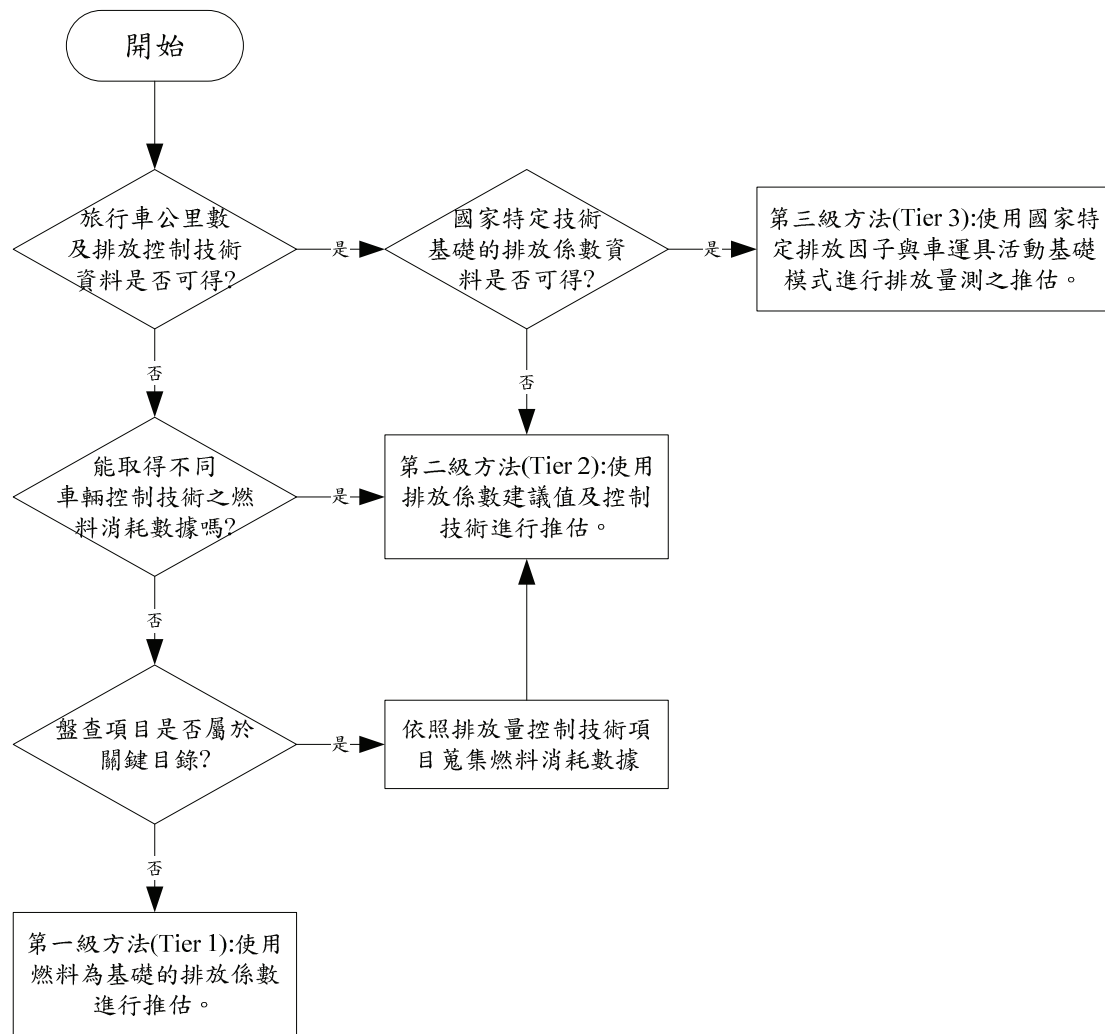 開始
旅行車公里數
及排放控制技術
資料是否可得?
是
國家特定技術
基礎的排放係數資
料是否可得?
是
第三級方法(Tier 3):使用國家特
定排放因子與車運具活動基礎
模式進行排放量測之推估。
否
否
能取得不同
車輛控制技術之燃
料消耗數據嗎?
是
第二級方法(Tier 2):使用
排放係數建議值及控制
技術進行推估。
否
盤查項目是否屬於
關鍵目錄?
是
依照排放量控制技術項
目蒐集燃料消耗數據
否
第一級方法(Tier 1):使用
燃料為基礎的排放係數
進行推估。